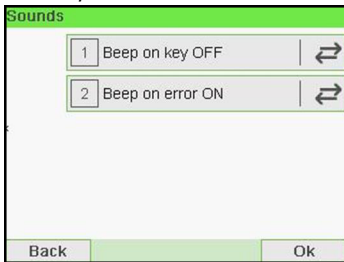 Sounds
1 Beep on key OFF
2 Beep on error ON
Back Ok